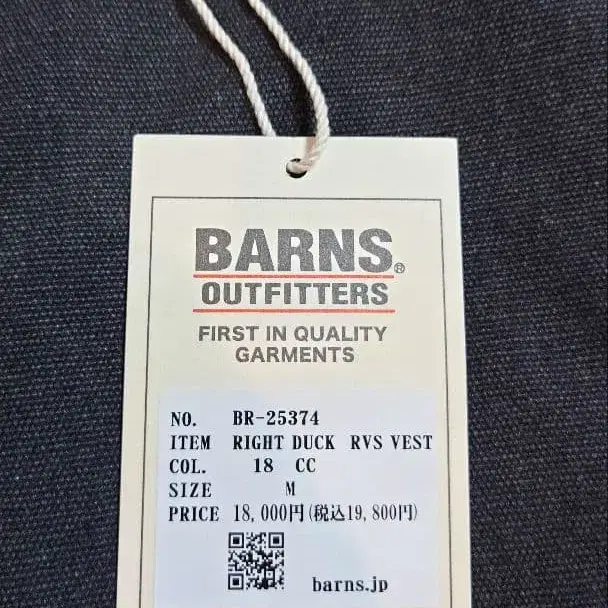 BARNS®
OUTFITTERS
FIRST IN QUALITY
GARMENTS
NO. BR-25374
ITEM RIGHT DUCK RVS VEST
COL. 18 CC
SIZE M
PRICE 18,000円(税込19,800円)
barns.jp